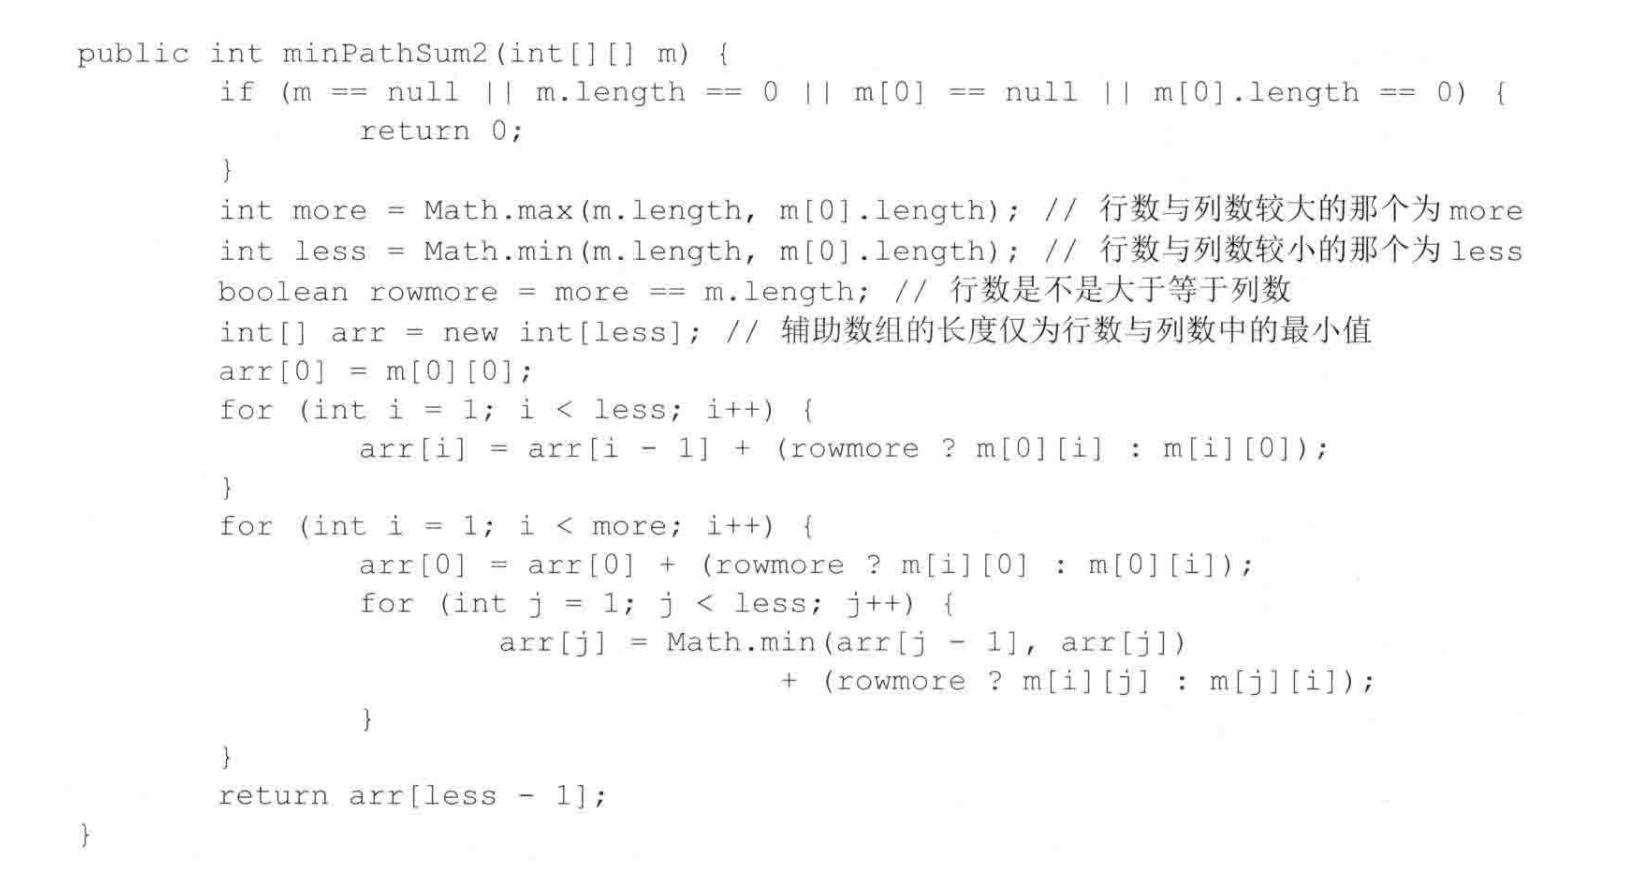 public int minPathSum2(int[][] m) {
        if (m == null || m.length == 0 || m[0] == null || m[0].length == 0) {
                return 0;
        }
        int more = Math.max(m.length, m[0].length); // 行数与列数较大的那个为 more
        int less = Math.min(m.length, m[0].length); // 行数与列数较小的那个为 less
        boolean rowmore = more == m.length; // 行数是不是大于等于列数
        int[] arr = new int[less]; // 辅助数组的长度仅为行数与列数中的最小值
        arr[0] = m[0][0];
        for (int i = 1; i < less; i++) {
                arr[i] = arr[i - 1] + (rowmore ? m[0][i] : m[i][0]);
        }
        for (int i = 1; i < more; i++) {
                arr[0] = arr[0] + (rowmore ? m[i][0] : m[0][i]);
                for (int j = 1; j < less; j++) {
                        arr[j] = Math.min(arr[j - 1], arr[j])
                                        + (rowmore ? m[i][j] : m[j][i]);
                }
        }
        return arr[less - 1];
}